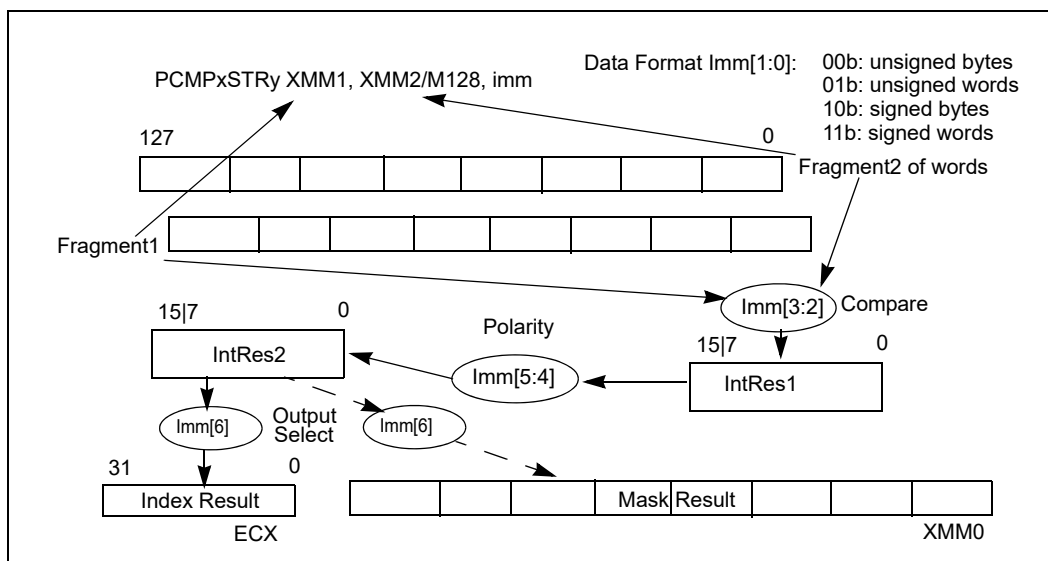 PCMPxSTRy XMM1, XMM2/M128, imm
Data Format Imm[1:0]:
00b: unsigned bytes
01b: unsigned words
10b: signed bytes
11b: signed words
127
0
Fragment2 of words
Fragment1
Imm[3:2]
Compare
15|7
0
Polarity
15|7
0
IntRes2
Imm[5:4]
IntRes1
Imm[6]
Output
Select
Imm[6]
31
0
Index Result
Mask Result
ECX
XMM0